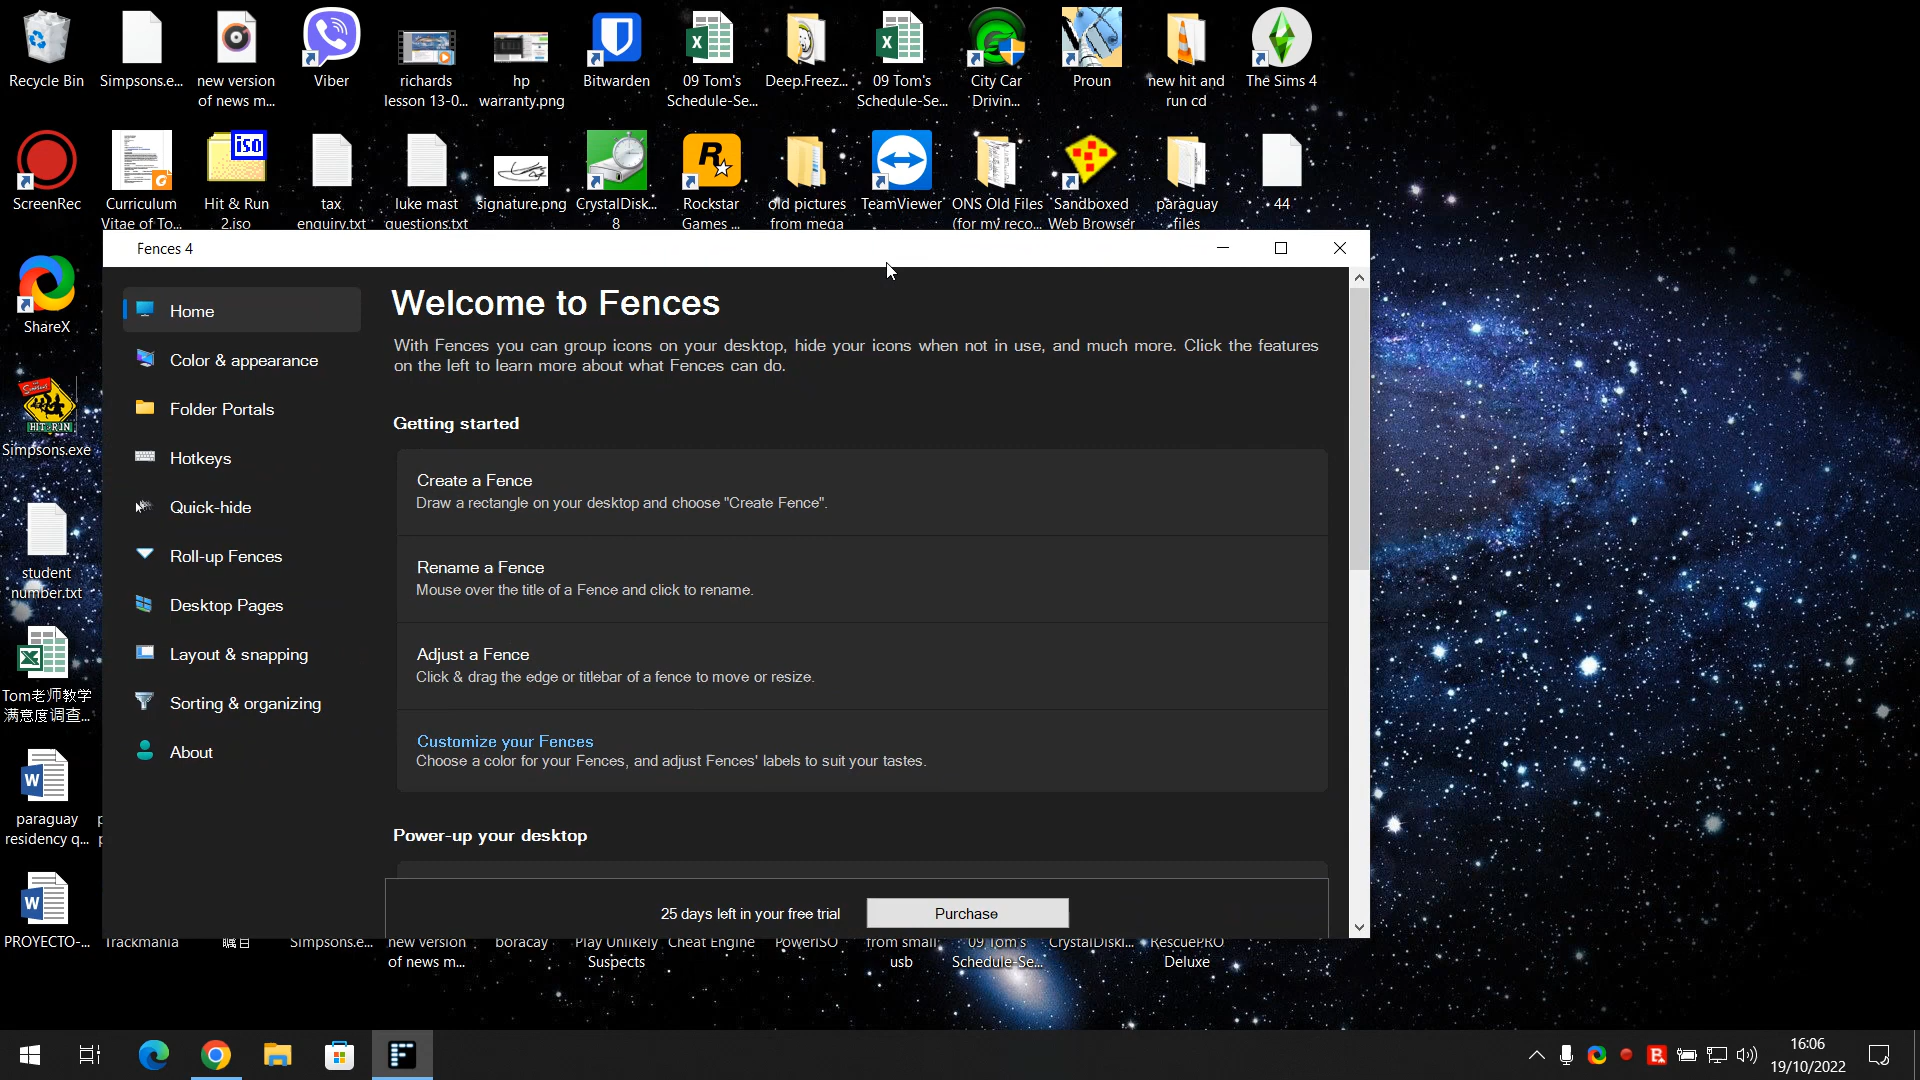 Recycle Bin
Simpsons.e...
new version
of news m...
Viber
richards
lesson 13-0...
hp
warranty.png
Bitwarden
09 Tom's
Schedule-Se...
Deep.Freez...
09 Tom's
Schedule-Se...
City Car
Drivin...
Proun
new hit and
run cd
The Sims 4
ScreenRec
Curriculum
Vitae of To...
iso
Hit & Run
2.iso
tax
enquiry.txt
luke mast
questions.txt
signature.png
CrystalDisk...
8
Rockstar
Games ...
old pictures
from mega
TeamViewer
ONS Old Files
(for my reco...
Sandboxed
Web Browser
paraguay
files
44
ShareX
HIT & RUN
Simpsons.exe
student
number.txt
Tom老师教学
满意度调查...
paraguay
residency q...
PROYECTO-...
Fences 4
Home
Color & appearance
Folder Portals
Hotkeys
Quick-hide
Roll-up Fences
Desktop Pages
Layout & snapping
Sorting & organizing
About
Welcome to Fences
With Fences you can group icons on your desktop, hide your icons when not in use, and much more. Click the features
on the left to learn more about what Fences can do.
Getting started
Create a Fence
Draw a rectangle on your desktop and choose "Create Fence".
Rename a Fence
Mouse over the title of a Fence and click to rename.
Adjust a Fence
Click & drag the edge or titlebar of a fence to move or resize.
Customize your Fences
Choose a color for your Fences, and adjust Fences' labels to suit your tastes.
Power-up your desktop
25 days left in your free trial
Purchase
Trackmania
嘱目
Simpsons.e...
new version
of news m...
boracay
Play Unlikely
Suspects
Cheat Engine
PowerISO
from small
usb
09 Tom's
Schedule-Se...
CrystalDiskI...
RescuePRO
Deluxe
16:06
19/10/2022